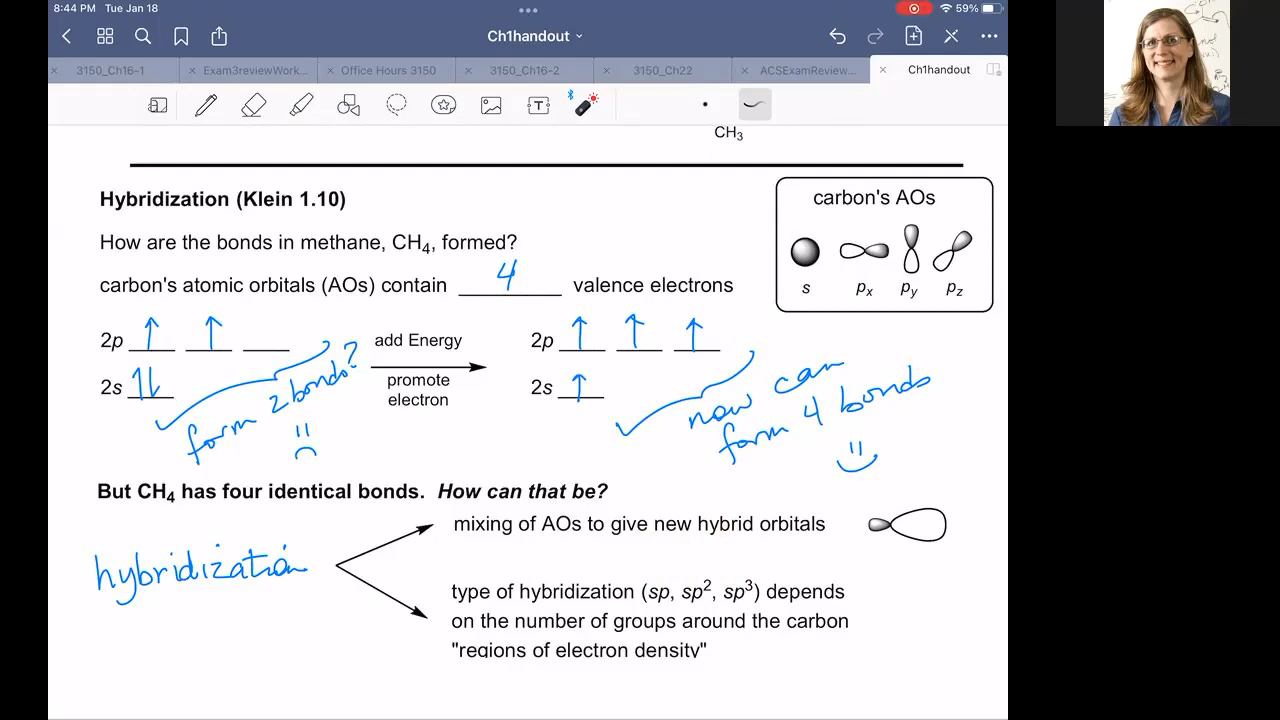 8:44 PM Tue Jan 18
59%
Ch1handout
3150_Ch16-1
Exam3reviewWork...
Office Hours 3150
3150_Ch16-2
3150_Ch22
ACSExamReview...
Ch1handout
CH3
Hybridization (Klein 1.10)
How are the bonds in methane, CH4, formed?
carbon's atomic orbitals (AOs) contain 4 valence electrons
carbon's AOs
s px py pz
2p ↑ ↑
add Energy
2p ↑ ↑ ↑
2s ⥮
promote
electron
2s ↑
form 2 bonds?
now can
form 4 bonds
But CH4 has four identical bonds. How can that be?
mixing of AOs to give new hybrid orbitals
hybridization
type of hybridization (sp, sp2, sp3) depends
on the number of groups around the carbon
"regions of electron density"